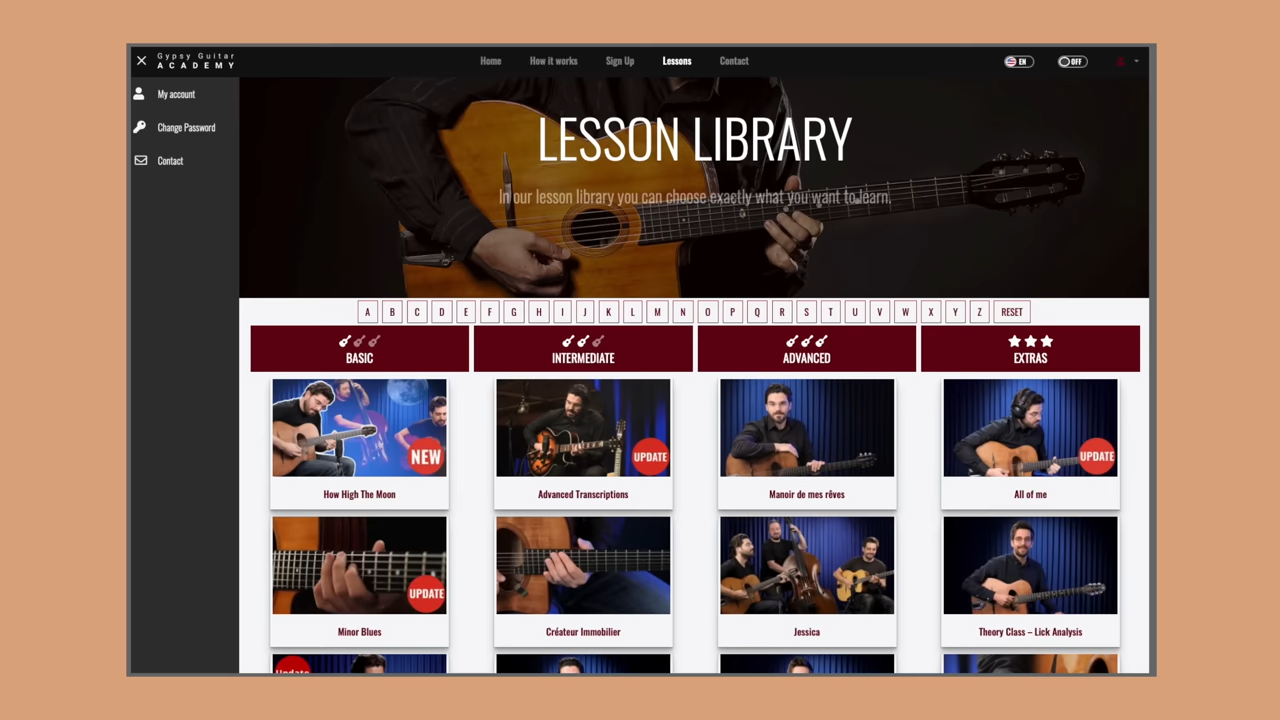 Gypsy Guitar
ACADEMY
Home
How it works
Sign Up
Lessons
Contact
EN
OFF
My account
Change Password
Contact
LESSON LIBRARY
In our lesson library you can choose exactly what you want to learn.
A B C D E F G H I J K L M N O P Q R S T U V W X Y Z RESET
BASIC
INTERMEDIATE
ADVANCED
EXTRAS
NEW
UPDATE
UPDATE
How High The Moon
Advanced Transcriptions
Manoir de mes rêves
All of me
UPDATE
Minor Blues
Créateur Immobilier
Jessica
Theory Class – Lick Analysis
Update